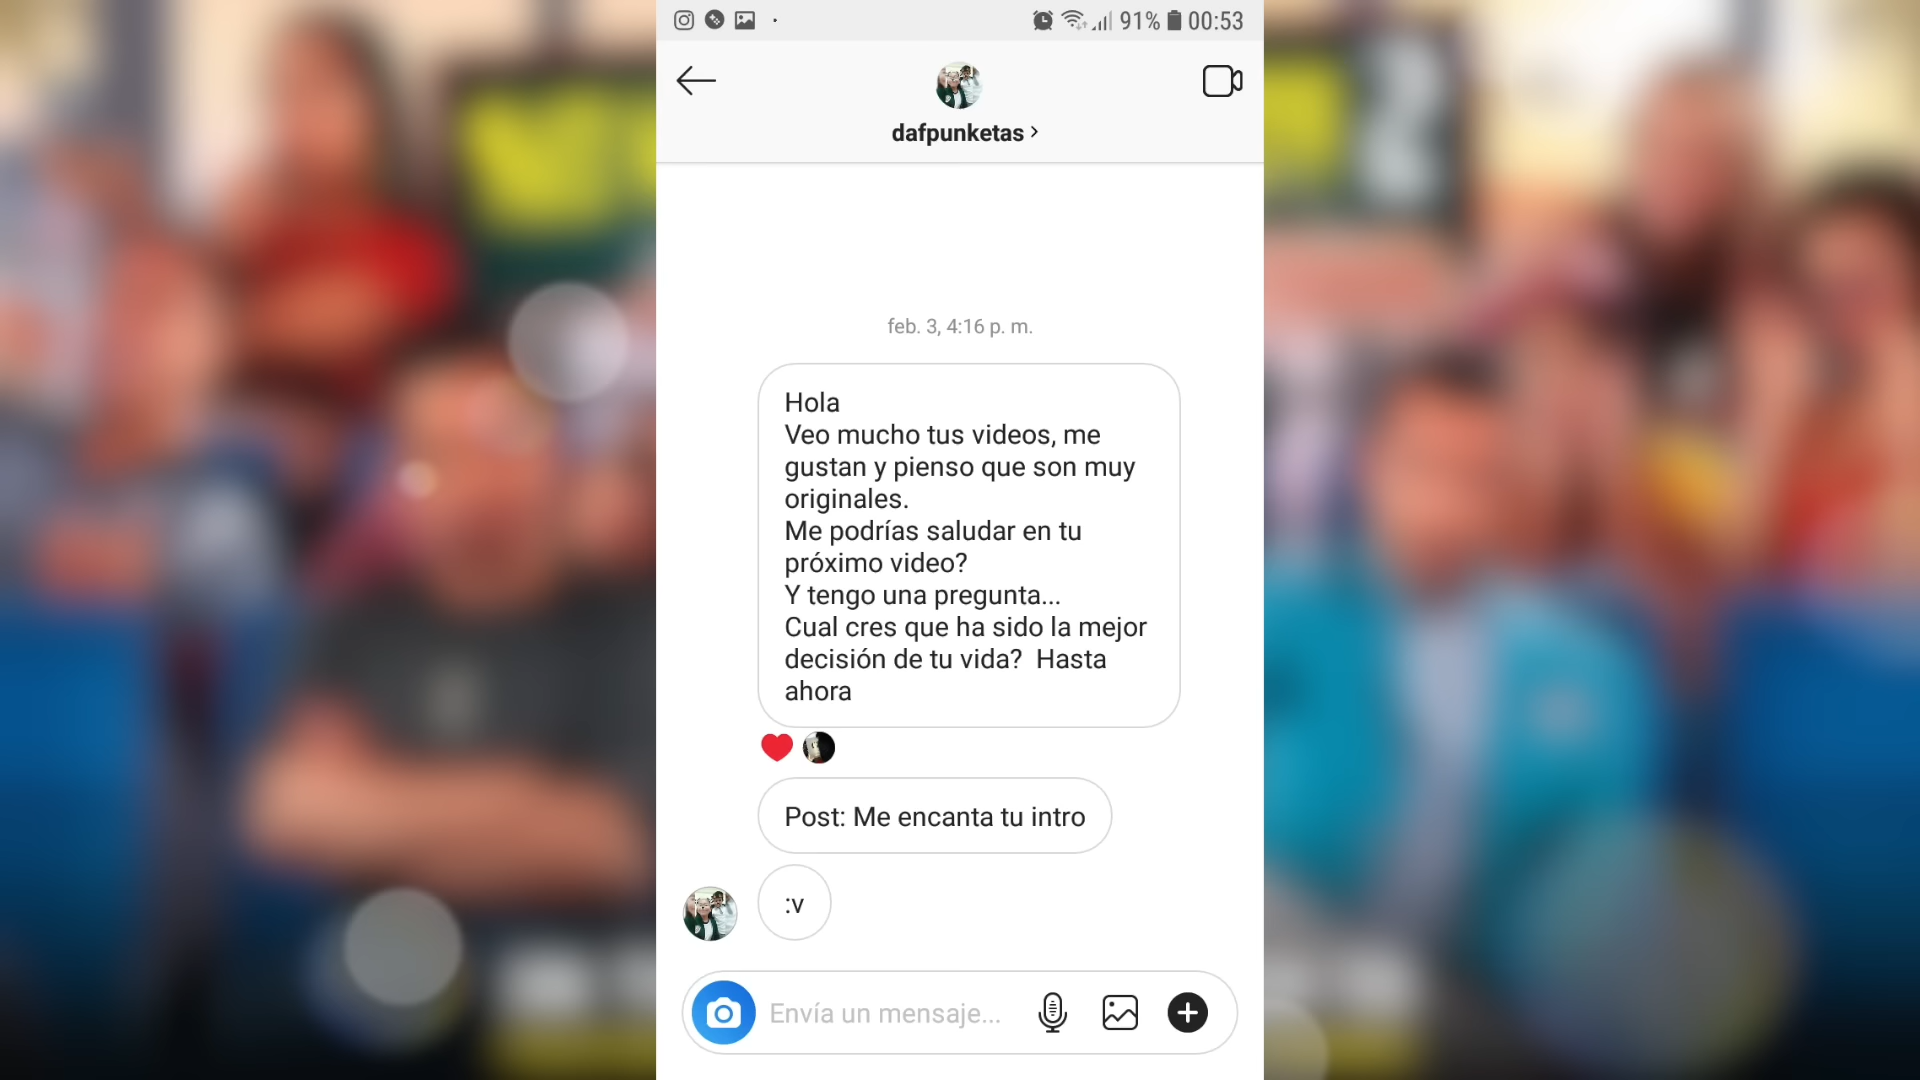 91% 00:53
dafpunketas
feb. 3, 4:16 p. m.
Hola
Veo mucho tus videos, me
gustan y pienso que son muy
originales.
Me podrías saludar en tu
próximo video?
Y tengo una pregunta...
Cual cres que ha sido la mejor
decisión de tu vida?  Hasta
ahora
Post: Me encanta tu intro
:v
Envía un mensaje...